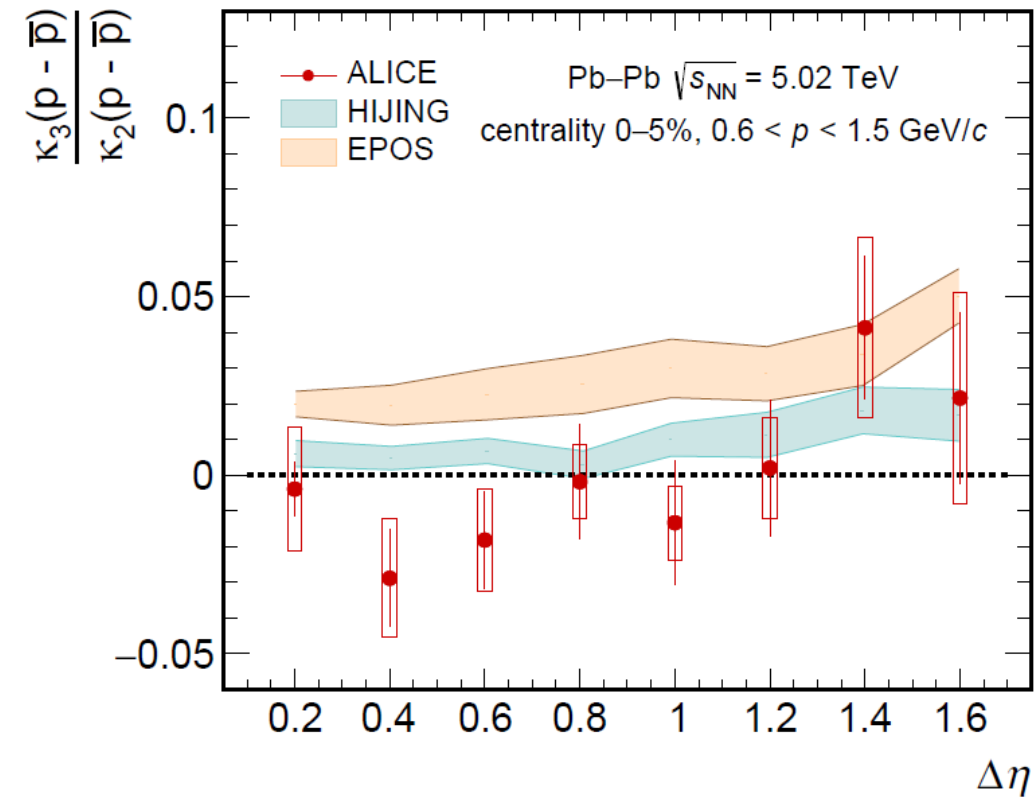 κ₃(p - p̅)
κ₂(p - p̅)
ALICE
HIJING
EPOS
Pb–Pb √sNN = 5.02 TeV
centrality 0–5%, 0.6 < p < 1.5 GeV/c
0.1
0.05
0
−0.05
0.2 0.4 0.6 0.8 1 1.2 1.4 1.6
Δη